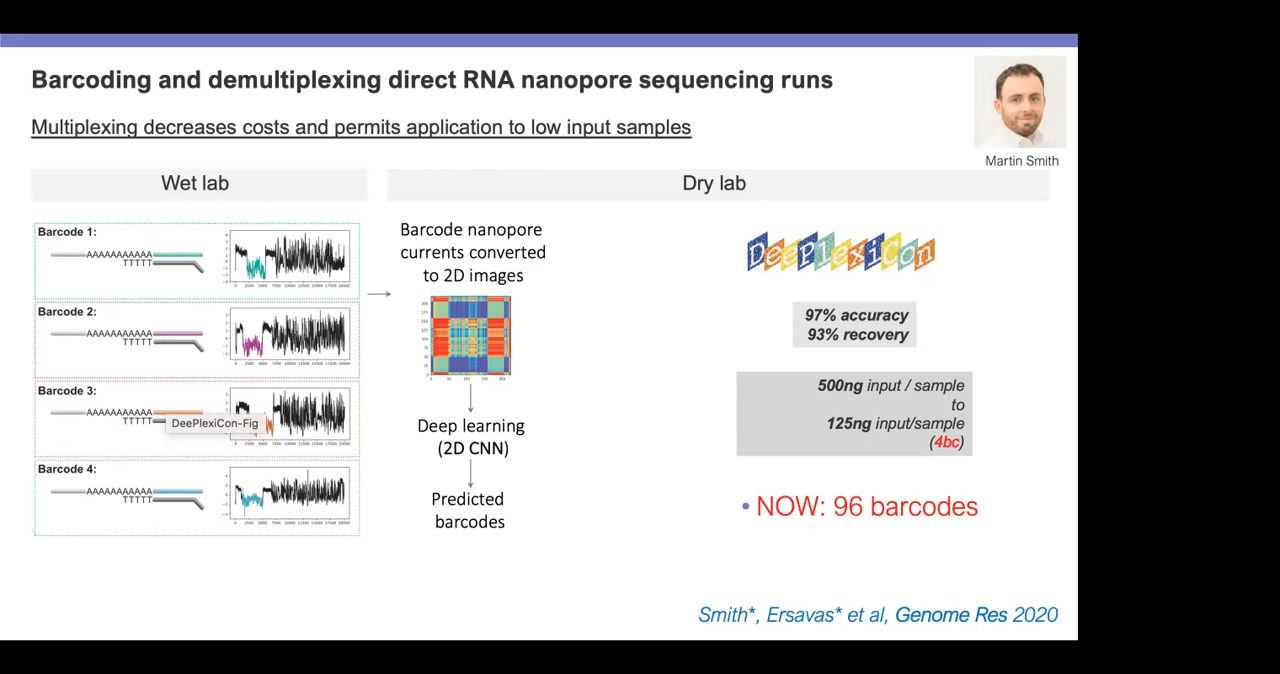 Barcoding and demultiplexing direct RNA nanopore sequencing runs
Multiplexing decreases costs and permits application to low input samples
Martin Smith
Wet lab
Dry lab
Barcode 1:
AAAAAAAAAAA
TTTTT
Barcode 2:
AAAAAAAAAAA
TTTTT
Barcode 3:
AAAAAAAAAAA
TTTTT
DeePlexiCon-Fig
Barcode 4:
AAAAAAAAAAA
TTTTT
Barcode nanopore
currents converted
to 2D images
Deep learning
(2D CNN)
Predicted
barcodes
DeePlexiCon
97% accuracy
93% recovery
500ng input / sample
to
125ng input/sample
(4bc)
• NOW: 96 barcodes
Smith*, Ersavas* et al, Genome Res 2020